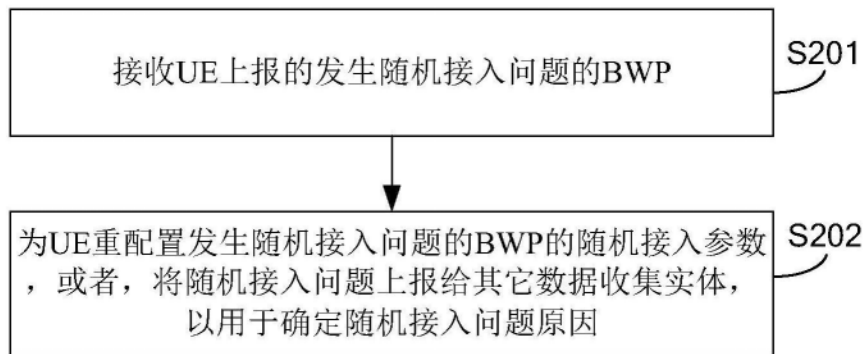 接收UE上报的发生随机接入问题的BWP
S201
为UE重配置发生随机接入问题的BWP的随机接入参数
，或者，将随机接入问题上报给其它数据收集实体，
以用于确定随机接入问题原因
S202